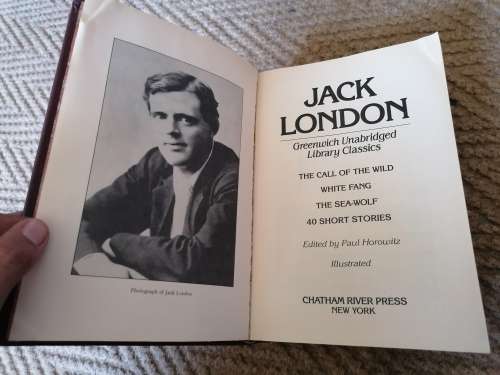 Photograph of Jack London
JACK
LONDON
Greenwich Unabridged
Library Classics
THE CALL OF THE WILD
WHITE FANG
THE SEA-WOLF
40 SHORT STORIES
Edited by Paul Horowitz
Illustrated
CHATHAM RIVER PRESS
NEW YORK